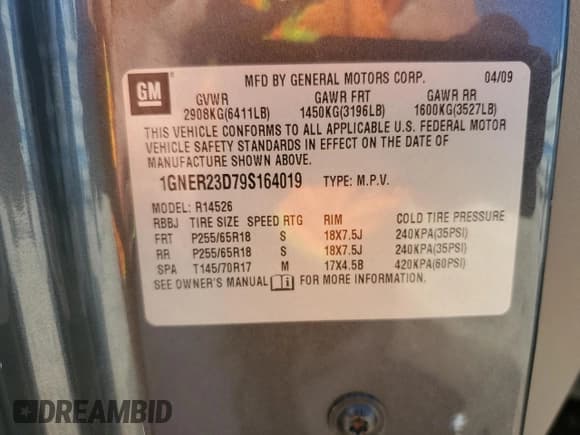 GM
MFD BY GENERAL MOTORS CORP. 04/09
GVWR GAWR FRT GAWR RR
2908KG(6411LB) 1450KG(3196LB) 1600KG(3527LB)
THIS VEHICLE CONFORMS TO ALL APPLICABLE U.S. FEDERAL MOTOR
VEHICLE SAFETY STANDARDS IN EFFECT ON THE DATE OF
MANUFACTURE SHOWN ABOVE.
1GNER23D79S164019 TYPE: M.P.V.
MODEL: R14526
RBBJ TIRE SIZE SPEED RTG RIM COLD TIRE PRESSURE
FRT P255/65R18 S 18X7.5J 240KPA(35PSI)
RR P255/65R18 S 18X7.5J 240KPA(35PSI)
SPA T145/70R17 M 17X4.5B 420KPA(60PSI)
SEE OWNER'S MANUAL FOR MORE INFORMATION.
DREAMBID